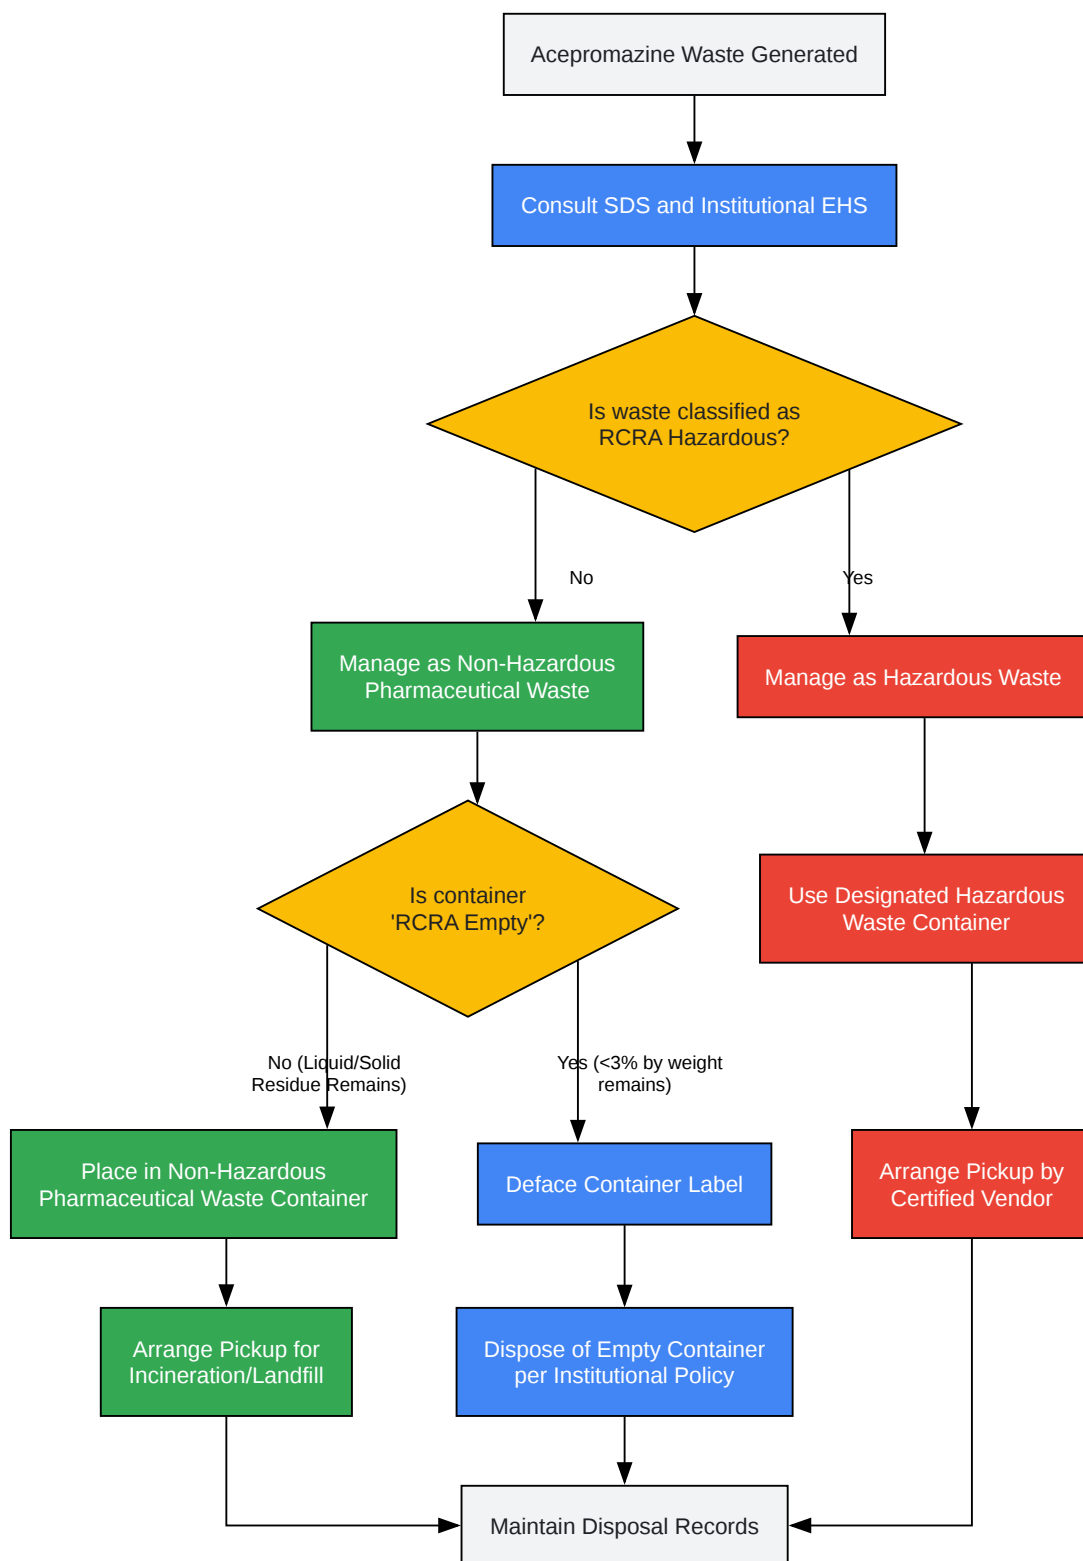 Acepromazine Waste Generated
Consult SDS and Institutional EHS
Is waste classified as
RCRA Hazardous?
No
Yes
Manage as Non-Hazardous
Pharmaceutical Waste
Manage as Hazardous Waste
Is container
'RCRA Empty'?
Use Designated Hazardous
Waste Container
No (Liquid/Solid
Residue Remains)
Yes (<3% by weight
remains)
Place in Non-Hazardous
Pharmaceutical Waste Container
Deface Container Label
Arrange Pickup by
Certified Vendor
Arrange Pickup for
Incineration/Landfill
Dispose of Empty Container
per Institutional Policy
Maintain Disposal Records